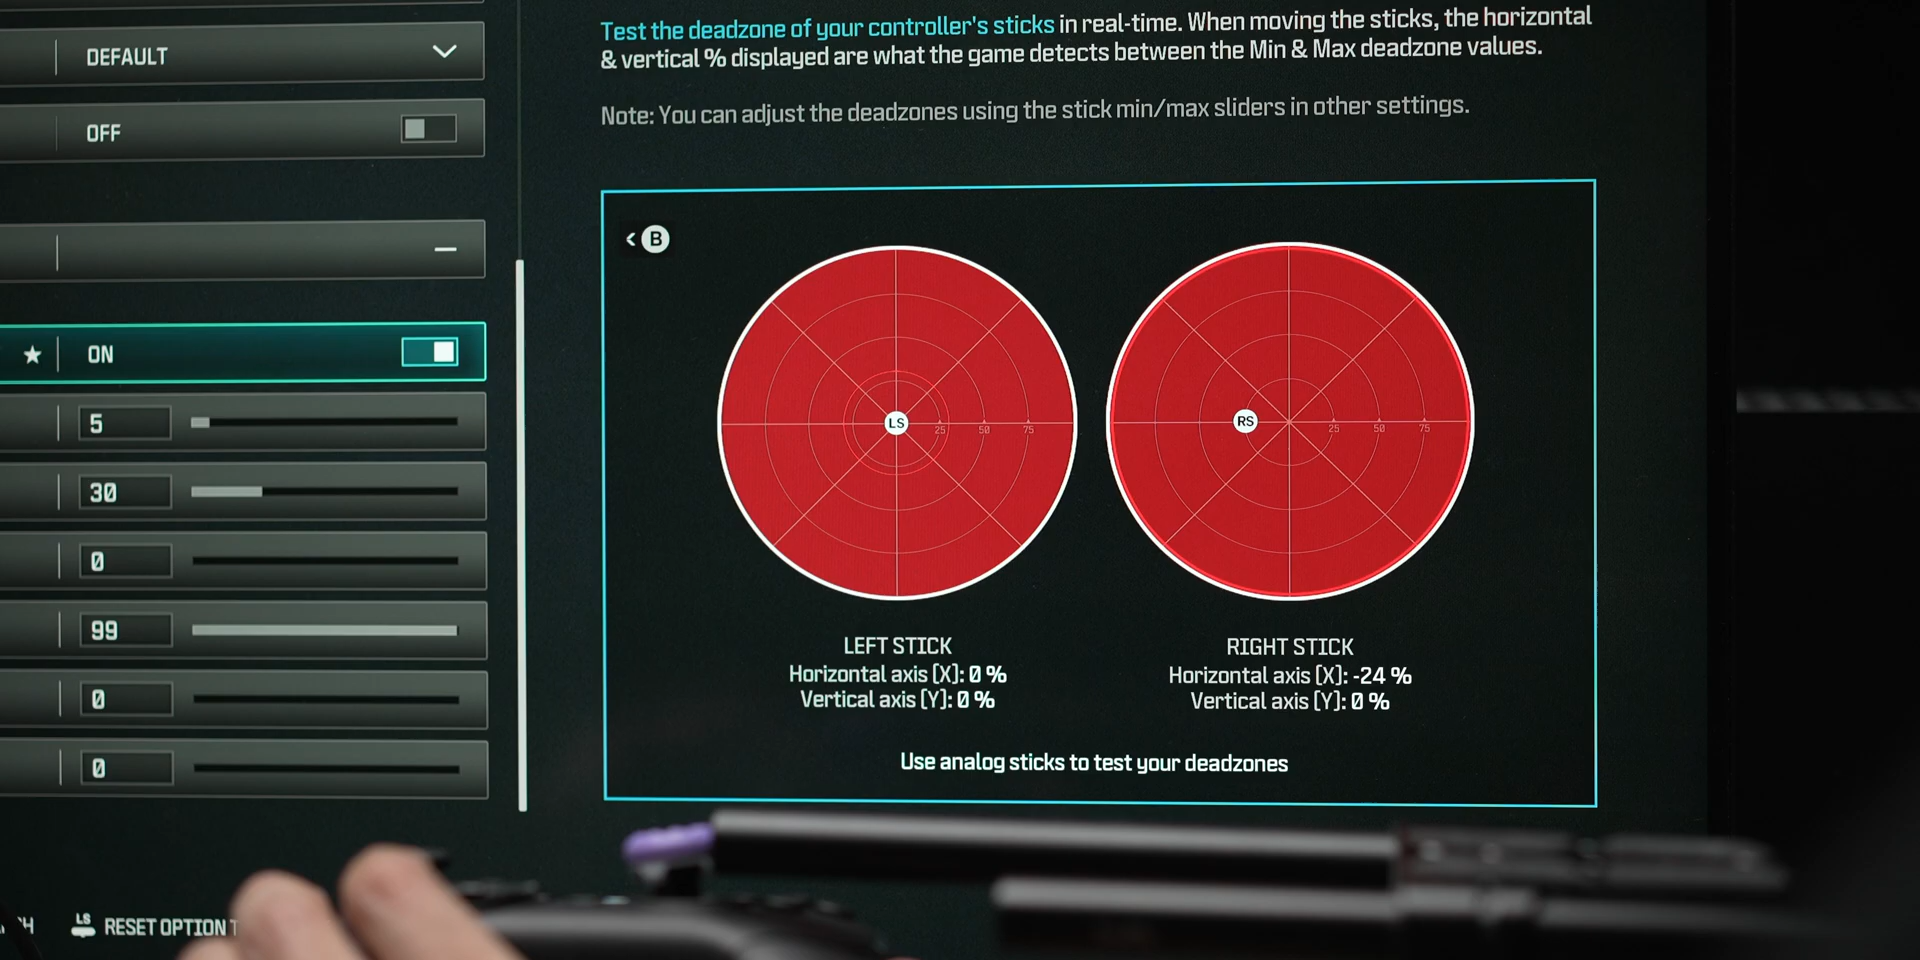 DEFAULT
OFF
ON
5
30
0
99
0
0
LS
RESET OPTION
Test the deadzone of your controller's sticks in real-time. When moving the sticks, the horizontal
& vertical % displayed are what the game detects between the Min & Max deadzone values.
Note: You can adjust the deadzones using the stick min/max sliders in other settings.
B
LS
25
50
75
RS
25
50
75
LEFT STICK
Horizontal axis (X): 0 %
Vertical axis (Y): 0 %
RIGHT STICK
Horizontal axis (X): -24 %
Vertical axis (Y): 0 %
Use analog sticks to test your deadzones